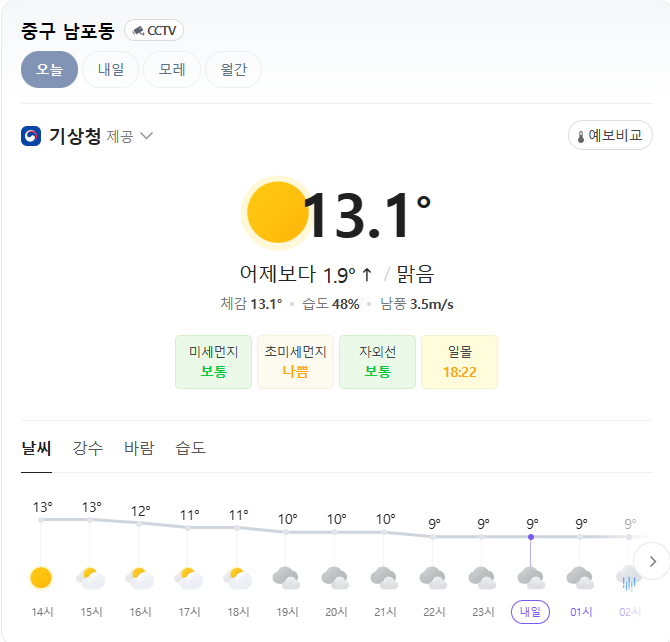 중구 남포동 CCTV
오늘 내일 모레 월간
기상청 제공 예보비교
13.1°
어제보다 1.9° ↑ / 맑음
체감 13.1° • 습도 48% • 남풍 3.5m/s
미세먼지 초미세먼지 자외선 일몰
보통 나쁨 보통 18:22
날씨 강수 바람 습도
13° 13° 12° 11° 11° 10° 10° 10° 9° 9° 9° 9° 9°
14시 15시 16시 17시 18시 19시 20시 21시 22시 23시 내일 01시 02시